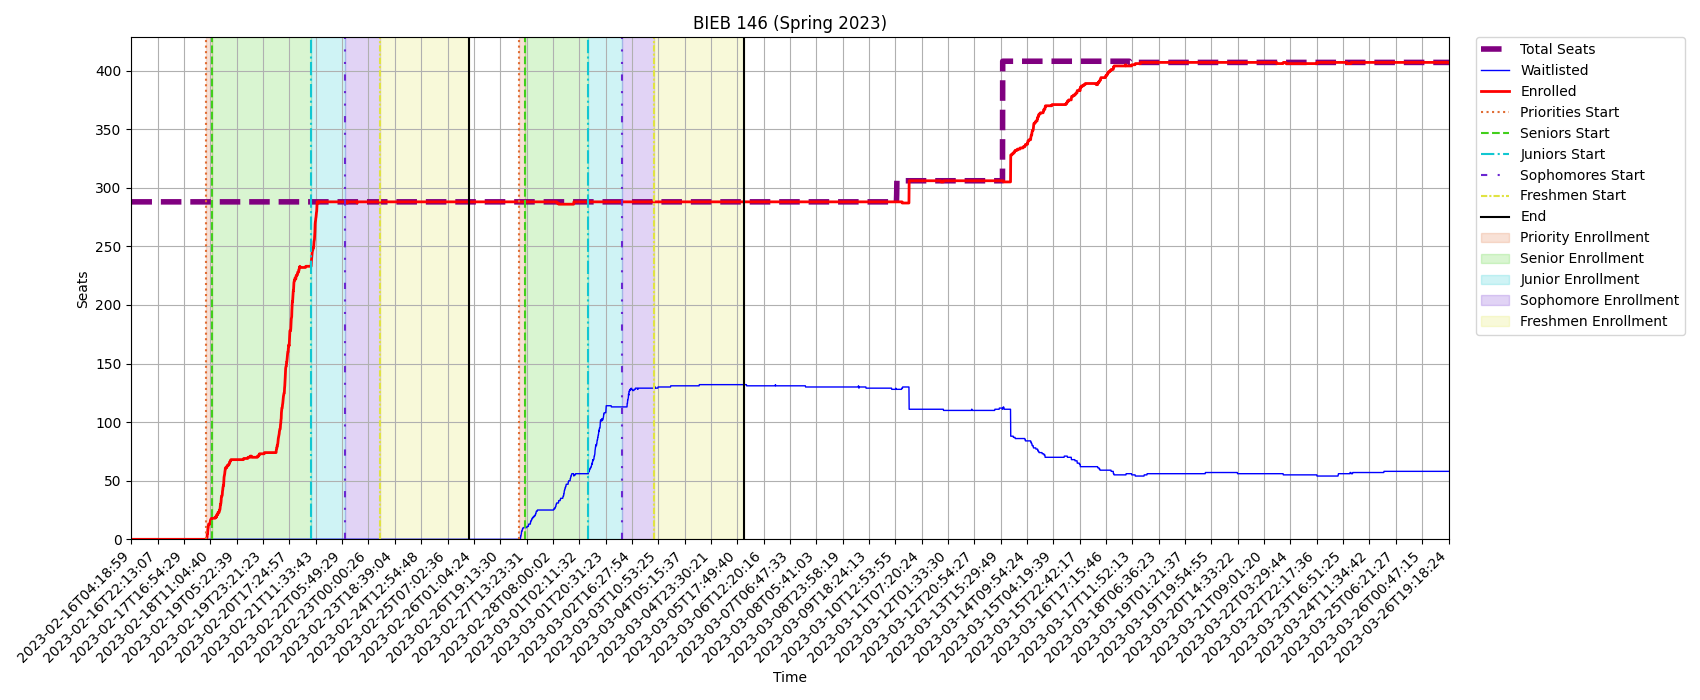 BIEB 146 (Spring 2023)
Seats
400
350
300
250
200
150
100
50
0
2023-02-16T04:18:59
2023-02-16T22:13:07
2023-02-17T16:54:29
2023-02-18T11:04:40
2023-02-19T05:22:39
2023-02-19T23:21:23
2023-02-20T17:24:57
2023-02-21T11:33:43
2023-02-22T05:49:29
2023-02-23T00:00:26
2023-02-23T18:39:04
2023-02-24T12:54:48
2023-02-25T07:02:36
2023-02-26T01:04:24
2023-02-26T19:13:30
2023-02-27T13:23:31
2023-02-28T08:00:02
2023-03-01T02:11:32
2023-03-01T20:31:23
2023-03-02T16:27:54
2023-03-03T10:53:25
2023-03-04T05:15:37
2023-03-04T23:30:21
2023-03-05T17:49:40
2023-03-06T12:20:16
2023-03-07T06:47:33
2023-03-08T05:41:03
2023-03-08T23:58:19
2023-03-09T18:24:13
2023-03-10T12:53:55
2023-03-11T07:20:24
2023-03-12T01:33:30
2023-03-12T20:54:27
2023-03-13T15:29:49
2023-03-14T09:54:24
2023-03-15T04:19:39
2023-03-15T22:42:17
2023-03-16T17:15:46
2023-03-17T11:52:13
2023-03-18T06:36:23
2023-03-19T01:21:37
2023-03-19T19:54:55
2023-03-20T14:33:22
2023-03-21T09:01:20
2023-03-22T03:29:44
2023-03-22T22:17:36
2023-03-23T16:51:25
2023-03-24T11:34:42
2023-03-25T06:21:27
2023-03-26T00:47:15
2023-03-26T19:18:24
Time
Total Seats
Waitlisted
Enrolled
Priorities Start
Seniors Start
Juniors Start
Sophomores Start
Freshmen Start
End
Priority Enrollment
Senior Enrollment
Junior Enrollment
Sophomore Enrollment
Freshmen Enrollment